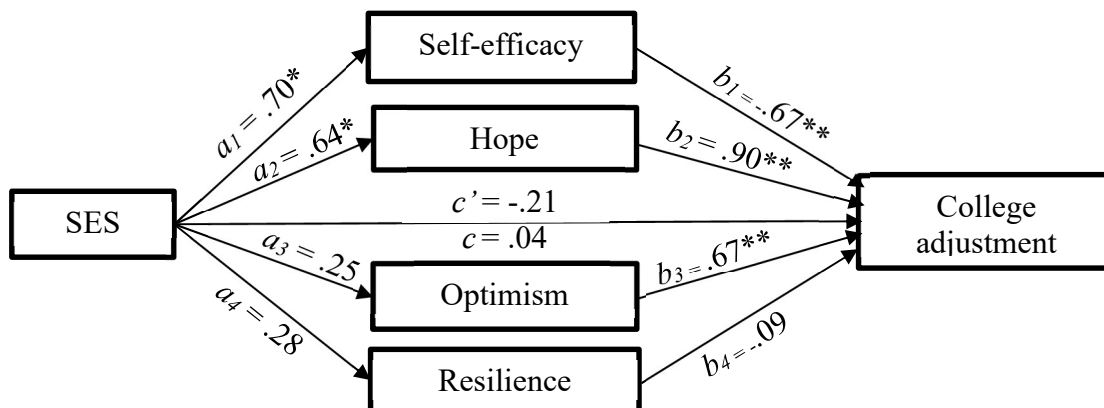 Self-efficacy
a1 = .70*
b1 = -.67**
Hope
a2 = .64*
b2 = .90**
SES
c’ = -.21
c = .04
College
adjustment
a3 = .25
b3 = .67**
Optimism
a4 = .28
b4 = -.09
Resilience